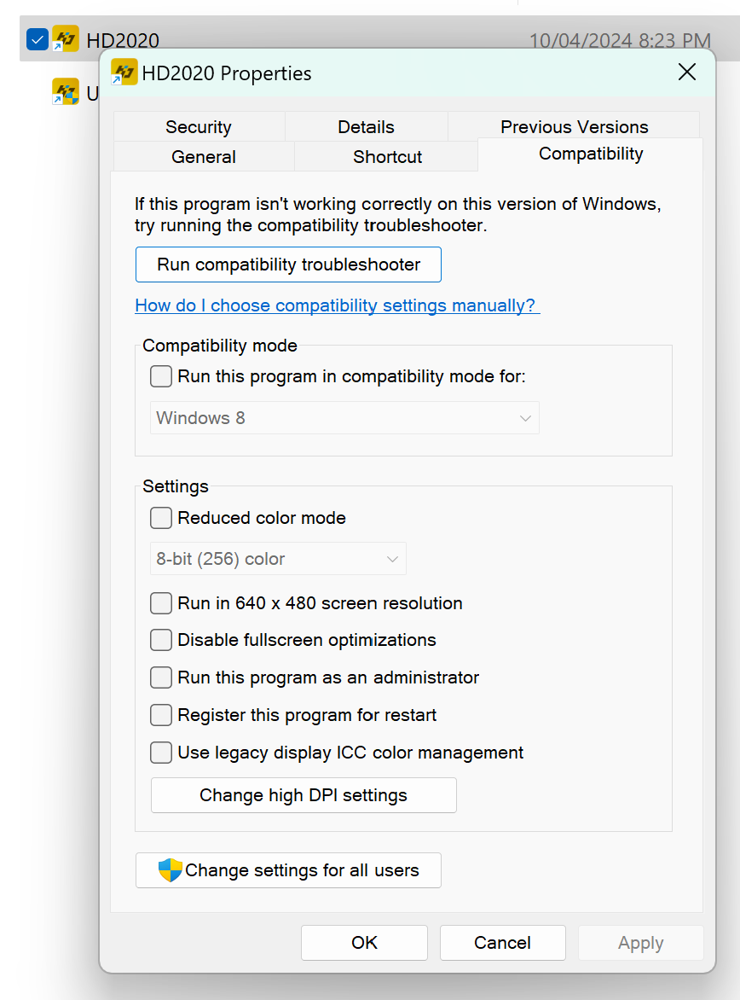 HD2020
10/04/2024 8:23 PM
U
HD2020 Properties
Security Details Previous Versions
General Shortcut Compatibility
If this program isn't working correctly on this version of Windows,
try running the compatibility troubleshooter.
Run compatibility troubleshooter
How do I choose compatibility settings manually?
Compatibility mode
Run this program in compatibility mode for:
Windows 8
Settings
Reduced color mode
8-bit (256) color
Run in 640 x 480 screen resolution
Disable fullscreen optimizations
Run this program as an administrator
Register this program for restart
Use legacy display ICC color management
Change high DPI settings
Change settings for all users
OK Cancel Apply